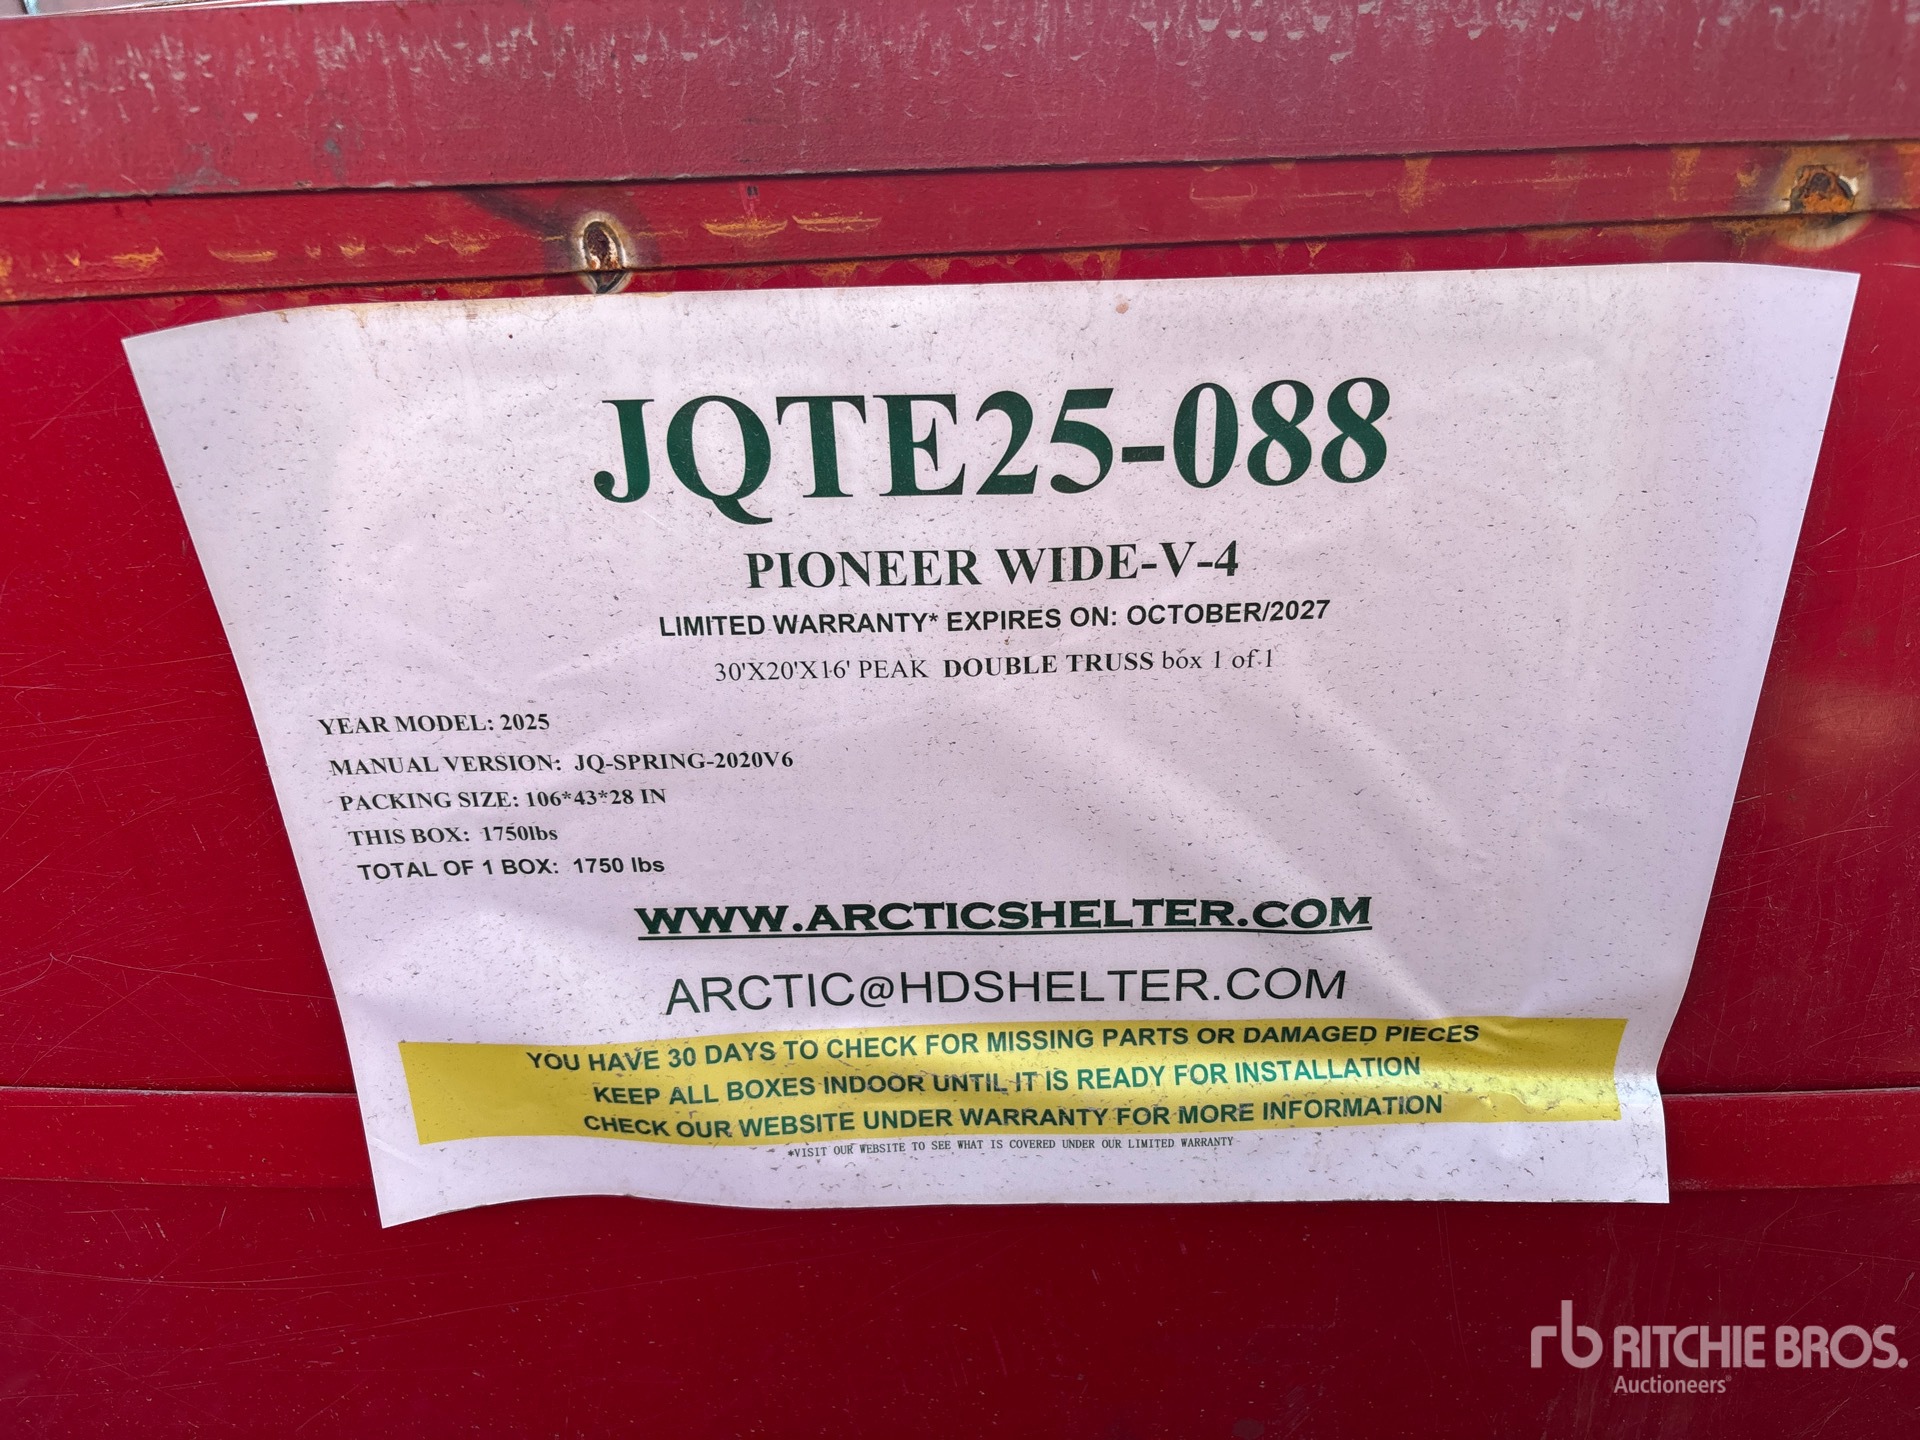 JQTE25-088
PIONEER WIDE-V-4
LIMITED WARRANTY* EXPIRES ON: OCTOBER/2027
30'X20'X16' PEAK DOUBLE TRUSS box 1 of 1
YEAR MODEL: 2025
MANUAL VERSION: JQ-SPRING-2020V6
PACKING SIZE: 106*43*28 IN
THIS BOX: 1750lbs
TOTAL OF 1 BOX: 1750 lbs
WWW.ARCTICSHELTER.COM
ARCTIC@HDSHELTER.COM
YOU HAVE 30 DAYS TO CHECK FOR MISSING PARTS OR DAMAGED PIECES
KEEP ALL BOXES INDOOR UNTIL IT IS READY FOR INSTALLATION
CHECK OUR WEBSITE UNDER WARRANTY FOR MORE INFORMATION
*VISIT OUR WEBSITE TO SEE WHAT IS COVERED UNDER OUR LIMITED WARRANTY
rb RITCHIE BROS.
Auctioneers®